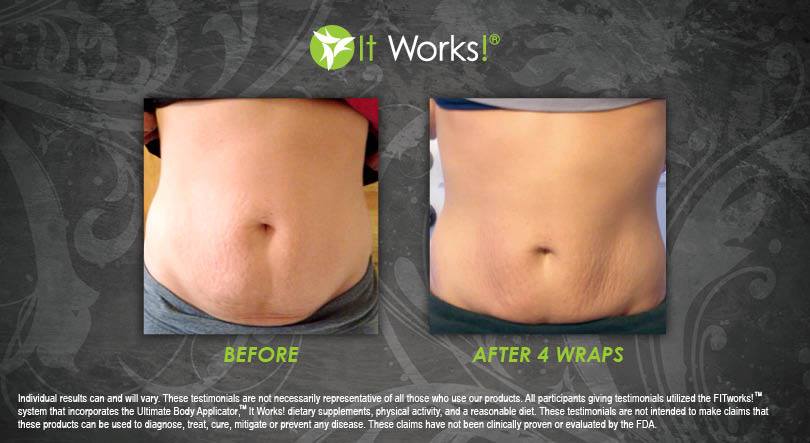 It Works!®
BEFORE
AFTER 4 WRAPS
Individual results can and will vary. These testimonials are not necessarily representative of all those who use our products. All participants giving testimonials utilized the FITworks!™
system that incorporates the Ultimate Body Applicator,™ It Works! dietary supplements, physical activity, and a reasonable diet. These testimonials are not intended to make claims that
these products can be used to diagnose, treat, cure, mitigate or prevent any disease. These claims have not been clinically proven or evaluated by the FDA.